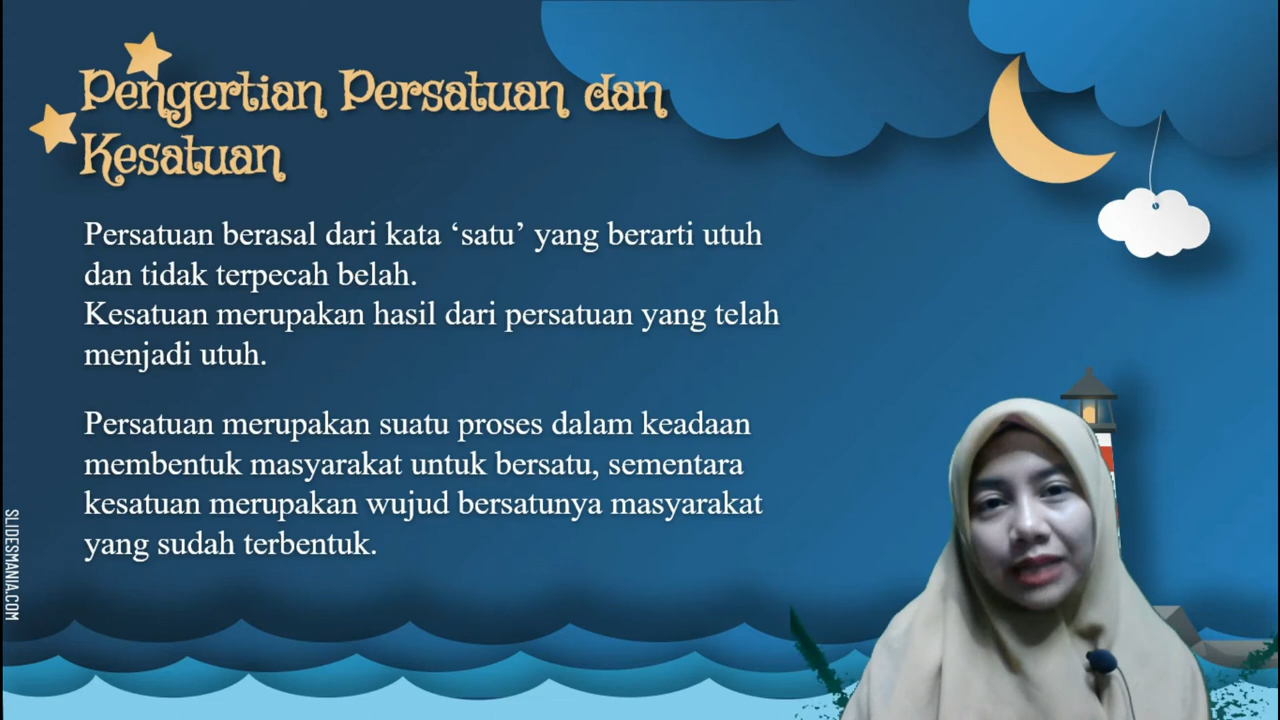 Pengertian Persatuan dan
Kesatuan
Persatuan berasal dari kata ‘satu’ yang berarti utuh
dan tidak terpecah belah.
Kesatuan merupakan hasil dari persatuan yang telah
menjadi utuh.
Persatuan merupakan suatu proses dalam keadaan
membentuk masyarakat untuk bersatu, sementara
kesatuan merupakan wujud bersatunya masyarakat
yang sudah terbentuk.
SLIDESMANIA.COM